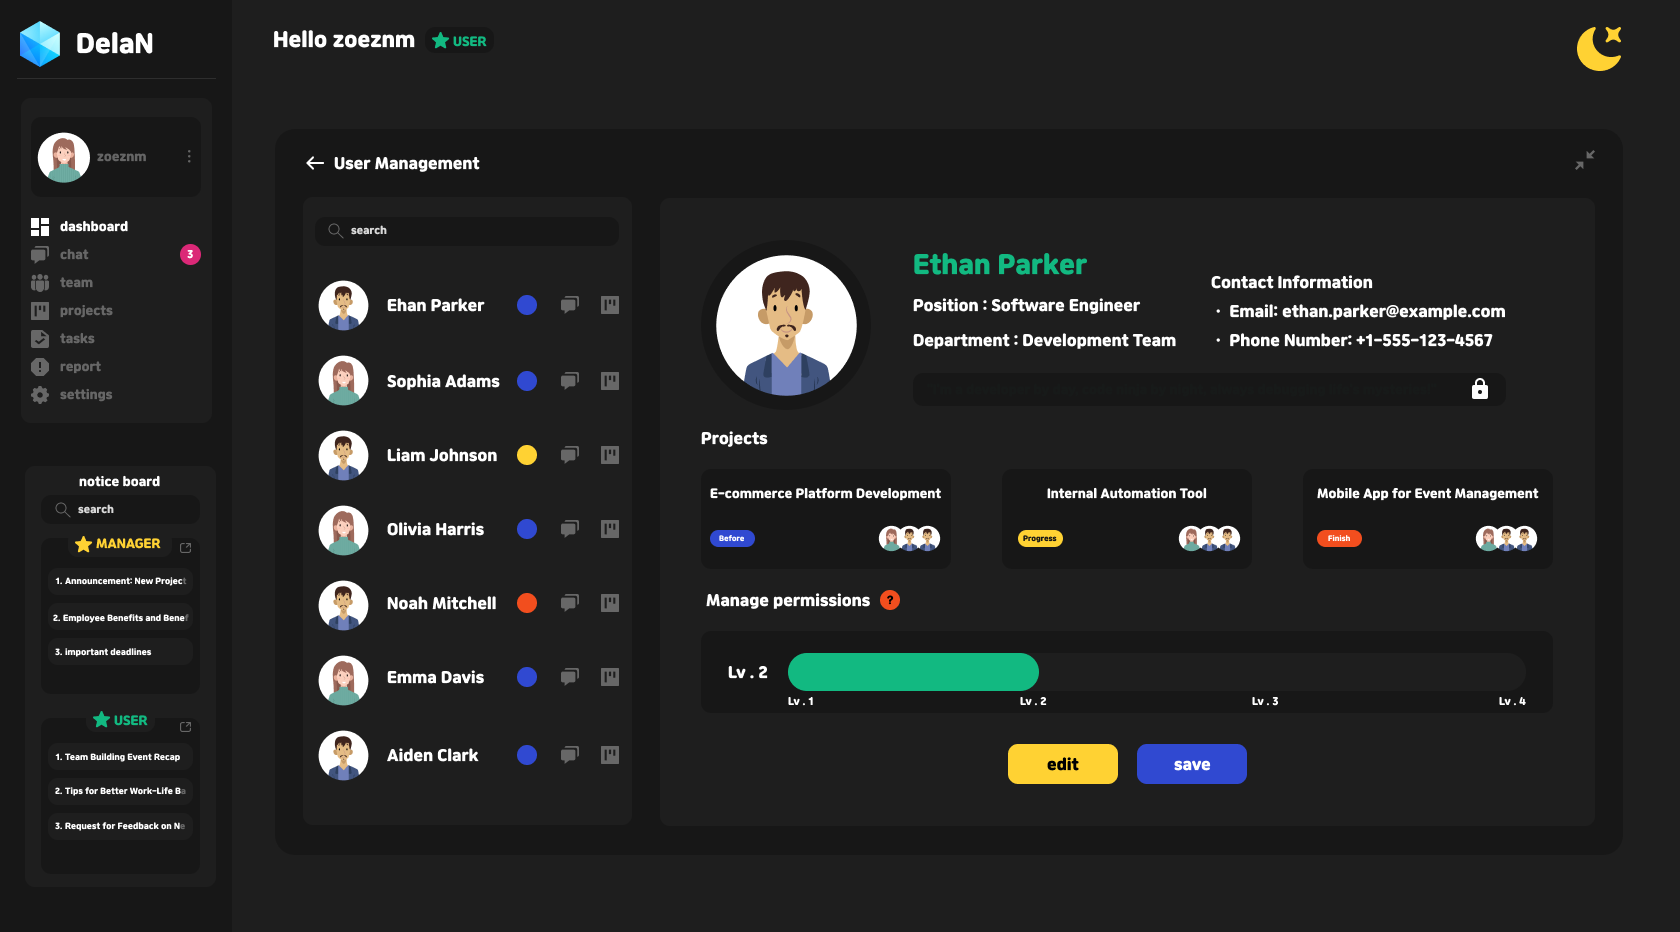 DelaN
Hello zoeznm
USER
zoeznm
dashboard
chat
3
team
projects
tasks
report
settings
notice board
search
MANAGER
1. Announcement: New Project
2. Employee Benefits and Benef
3. important deadlines
USER
1. Team Building Event Recap
2. Tips for Better Work-Life Ba
3. Request for Feedback on Ne
User Management
search
Ehan Parker
Sophia Adams
Liam Johnson
Olivia Harris
Noah Mitchell
Emma Davis
Aiden Clark
Ethan Parker
Position : Software Engineer
Department : Development Team
Contact Information
· Email: ethan.parker@example.com
· Phone Number: +1-555-123-4567
Projects
E-commerce Platform Development
Before
Internal Automation Tool
Progress
Mobile App for Event Management
Finish
Manage permissions ?
Lv . 2
Lv . 1
Lv . 2
Lv . 3
Lv . 4
edit
save